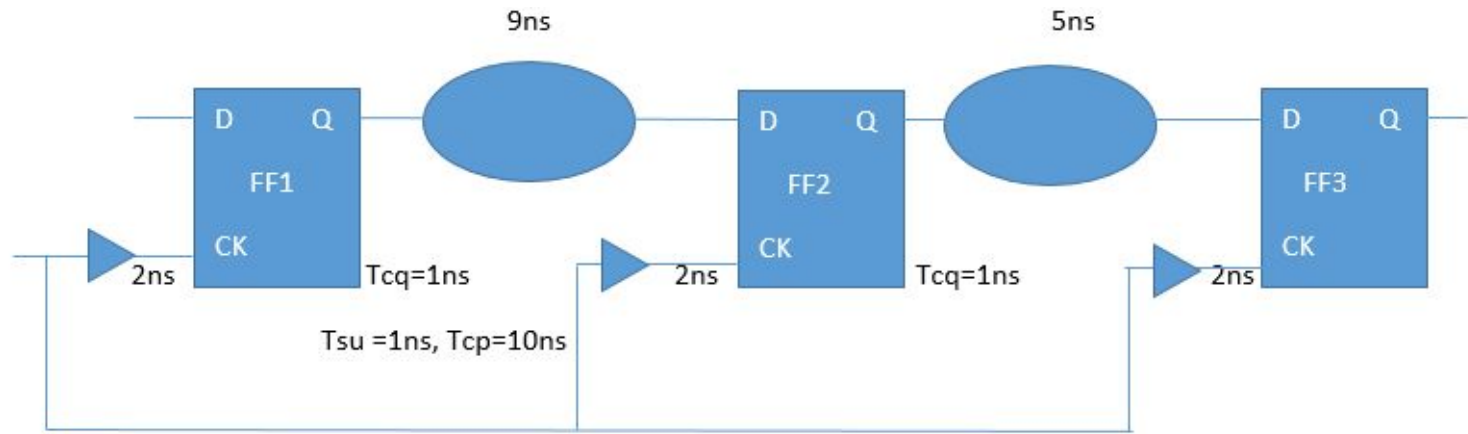 9ns 5ns
D Q D Q D Q
FF1 FF2 FF3
CK CK CK
2ns Tcq=1ns 2ns Tcq=1ns 2ns
Tsu =1ns, Tcp=10ns